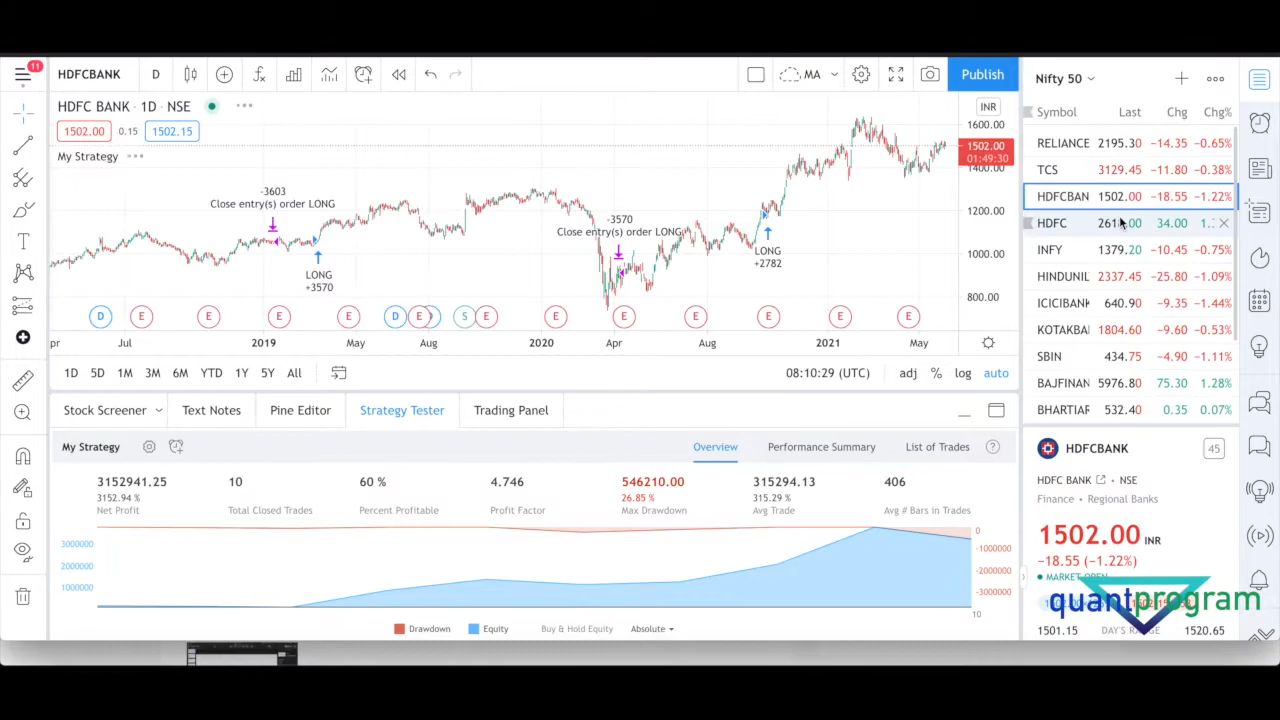 11
HDFCBANK D MA Publish
HDFC BANK · 1D · NSE
1502.00 0.15 1502.15
My Strategy
INR
1600.00
1502.00
01:49:30
1200.00
1000.00
800.00
-3603
Close entry(s) order LONG
LONG
+3570
-3570
Close entry(s) order LONG
LONG
+2782
D E E E E D E S E E E E E E E
pr Jul 2019 May Aug 2020 Apr Aug 2021 May
1D 5D 1M 3M 6M YTD 1Y 5Y All 08:10:29 (UTC) adj % log auto
Stock Screener Text Notes Pine Editor Strategy Tester Trading Panel
My Strategy Overview Performance Summary List of Trades
3152941.25 10 60 % 4.746 546210.00 315294.13 406
3152.94 % 26.85 % 315.29 %
Net Profit Total Closed Trades Percent Profitable Profit Factor Max Drawdown Avg Trade Avg # Bars in Trades
3000000
2000000
1000000
0
-1000000
-2000000
-3000000
10
Drawdown Equity Buy & Hold Equity Absolute
Nifty 50
Symbol Last Chg Chg%
RELIANCE 2195.30 -14.35 -0.65%
TCS 3129.45 -11.80 -0.38%
HDFCBAN 1502.00 -18.55 -1.22%
HDFC 34.00
INFY 1379.20 -10.45 -0.75%
HINDUNIL 2337.45 -25.80 -1.09%
ICICIBANK 640.90 -9.35 -1.44%
KOTAKBA 1804.60 -9.60 -0.53%
SBIN 434.75 -4.90 -1.11%
BAJFINAN 5976.80 75.30 1.28%
BHARTIAR 532.40 0.35 0.07%
HDFCBANK 45
HDFC BANK · NSE
Finance · Regional Banks
1502.00 INR
-18.55 (-1.22%)
MARKET OPEN
quantprogram
1501.15 DAY'S RANGE 1520.65